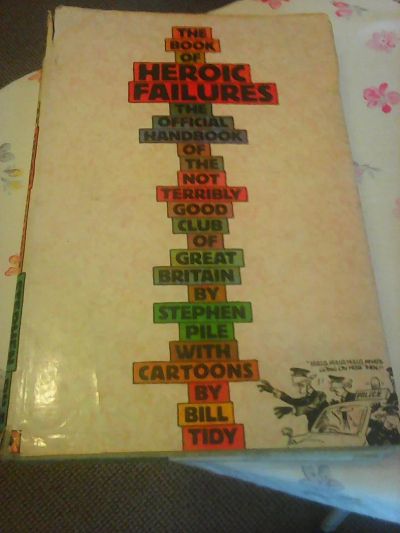 THE
BOOK
OF
HEROIC
FAILURES
THE
OFFICIAL
HANDBOOK
OF
THE
NOT
TERRIBLY
GOOD
CLUB
OF
GREAT
BRITAIN
BY
STEPHEN
PILE
WITH
CARTOONS
BY
BILL
TIDY
POLICE